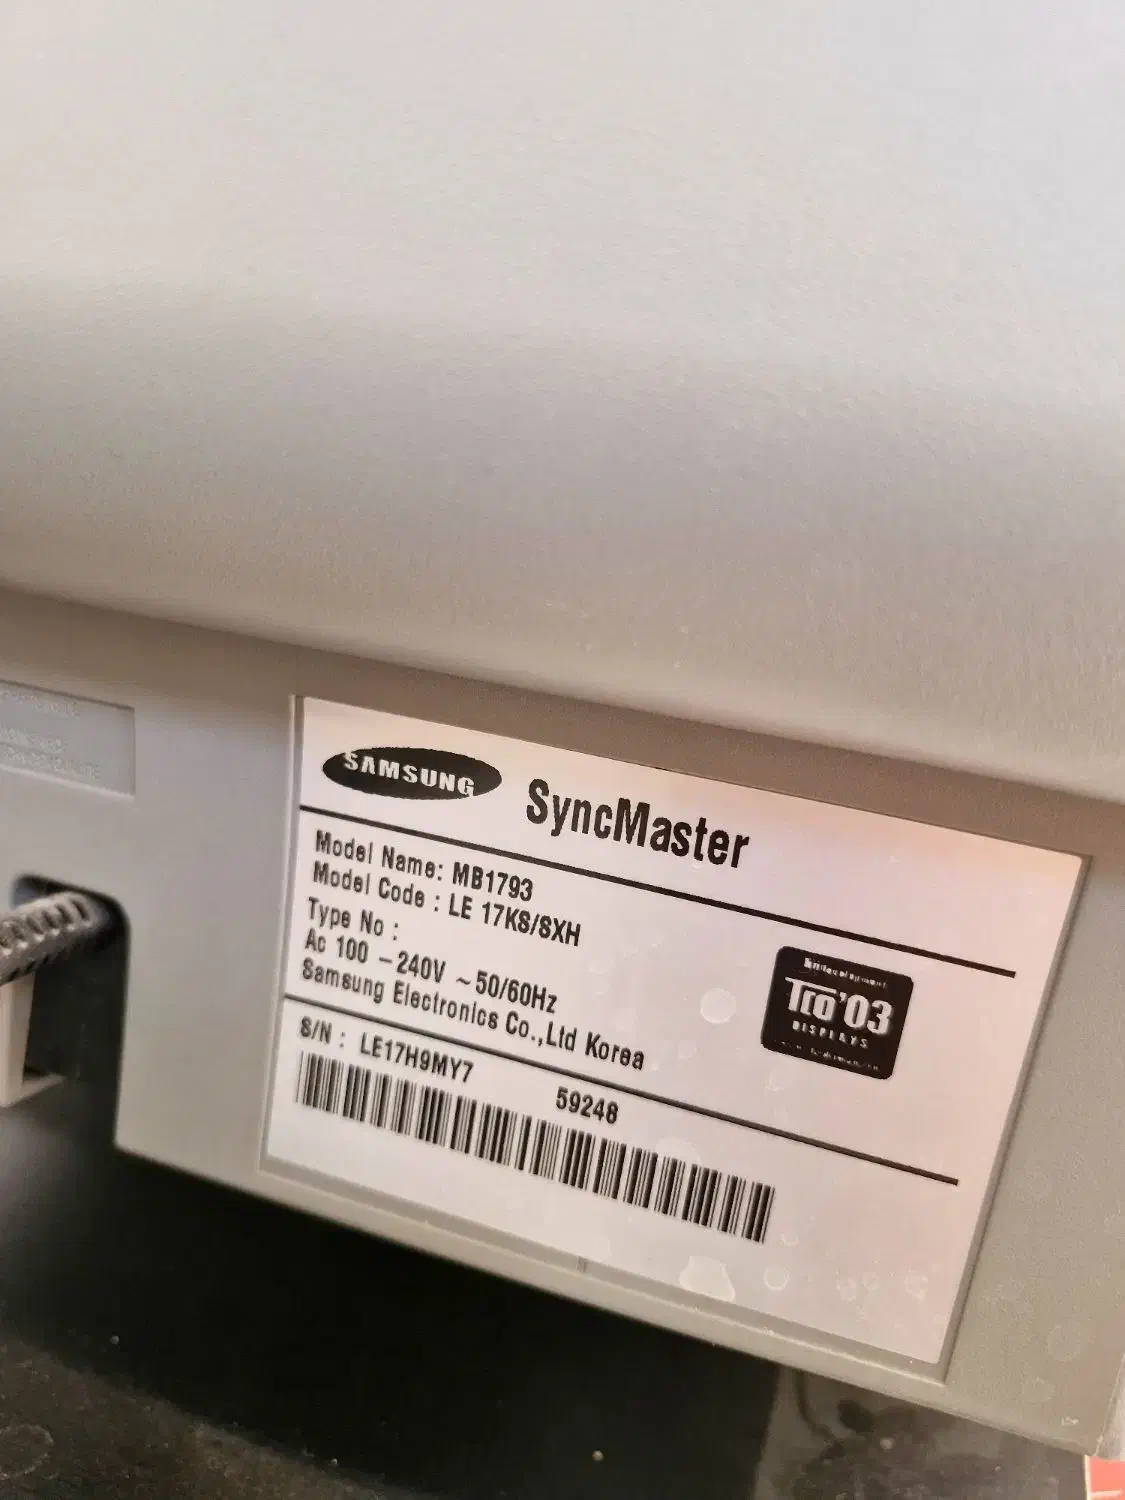 SAMSUNG SyncMaster
Model Name: MB1793
Model Code : LE 17KS/SXH
Type No :
Ac 100 –240V ~50/60Hz
Samsung Electronics Co.,Ltd Korea
Tco'03
DISPLAYS
S/N : LE17H9MY7 59248